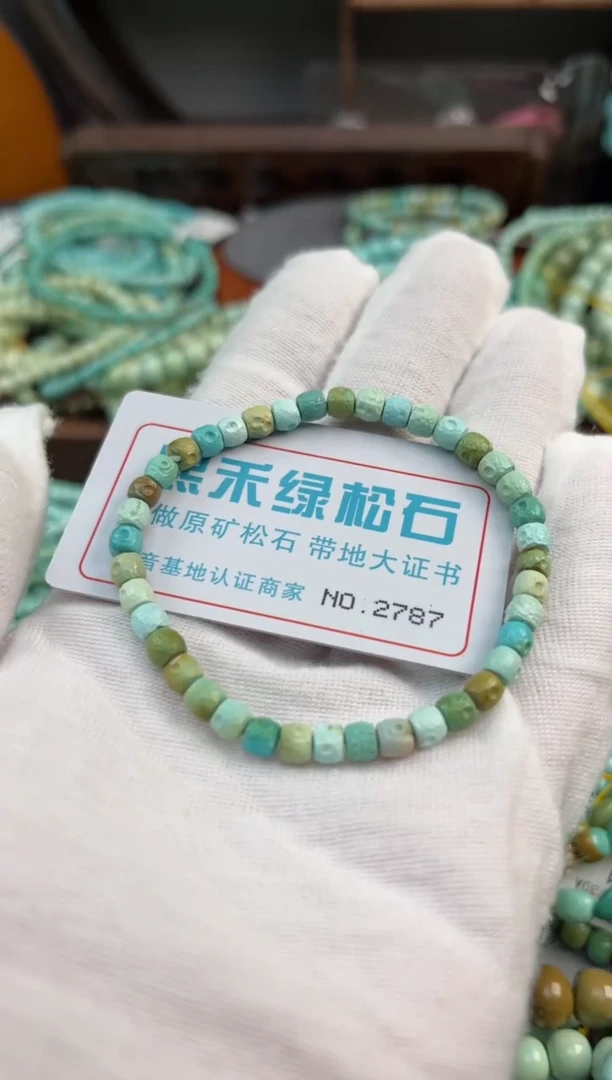 禾绿松石
做原矿松石 带地大证书
音基地认证商家
NO.2787